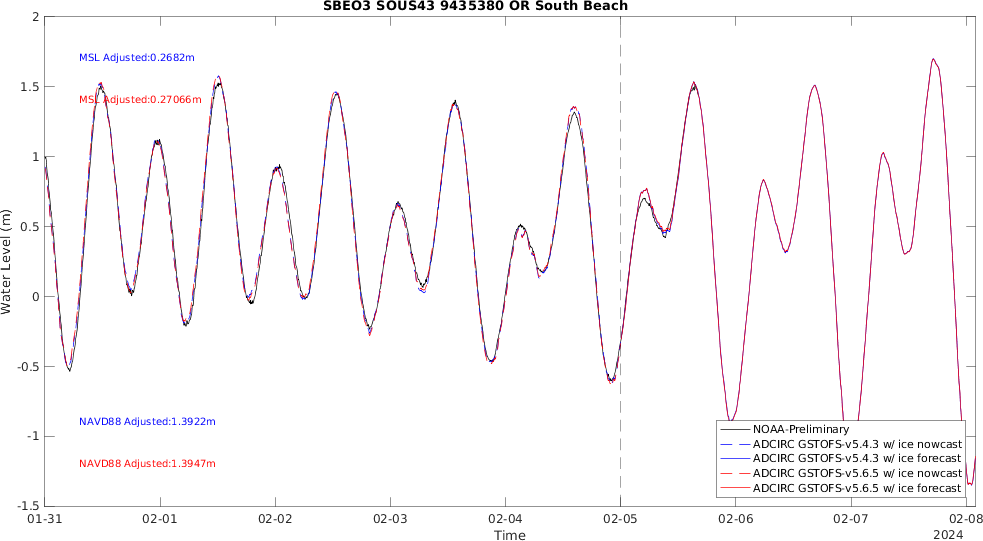 SBEO3 SOUS43 9435380 OR South Beach
Water Level (m)
2
1.5
1
0.5
0
-0.5
-1
-1.5
MSL Adjusted:0.2682m
MSL Adjusted:0.27066m
NAVD88 Adjusted:1.3922m
NAVD88 Adjusted:1.3947m
NOAA-Preliminary
ADCIRC GSTOFS-v5.4.3 w/ ice nowcast
ADCIRC GSTOFS-v5.4.3 w/ ice forecast
ADCIRC GSTOFS-v5.6.5 w/ ice nowcast
ADCIRC GSTOFS-v5.6.5 w/ ice forecast
01-31 02-01 02-02 02-03 02-04 02-05 02-06 02-07 02-08
Time
2024